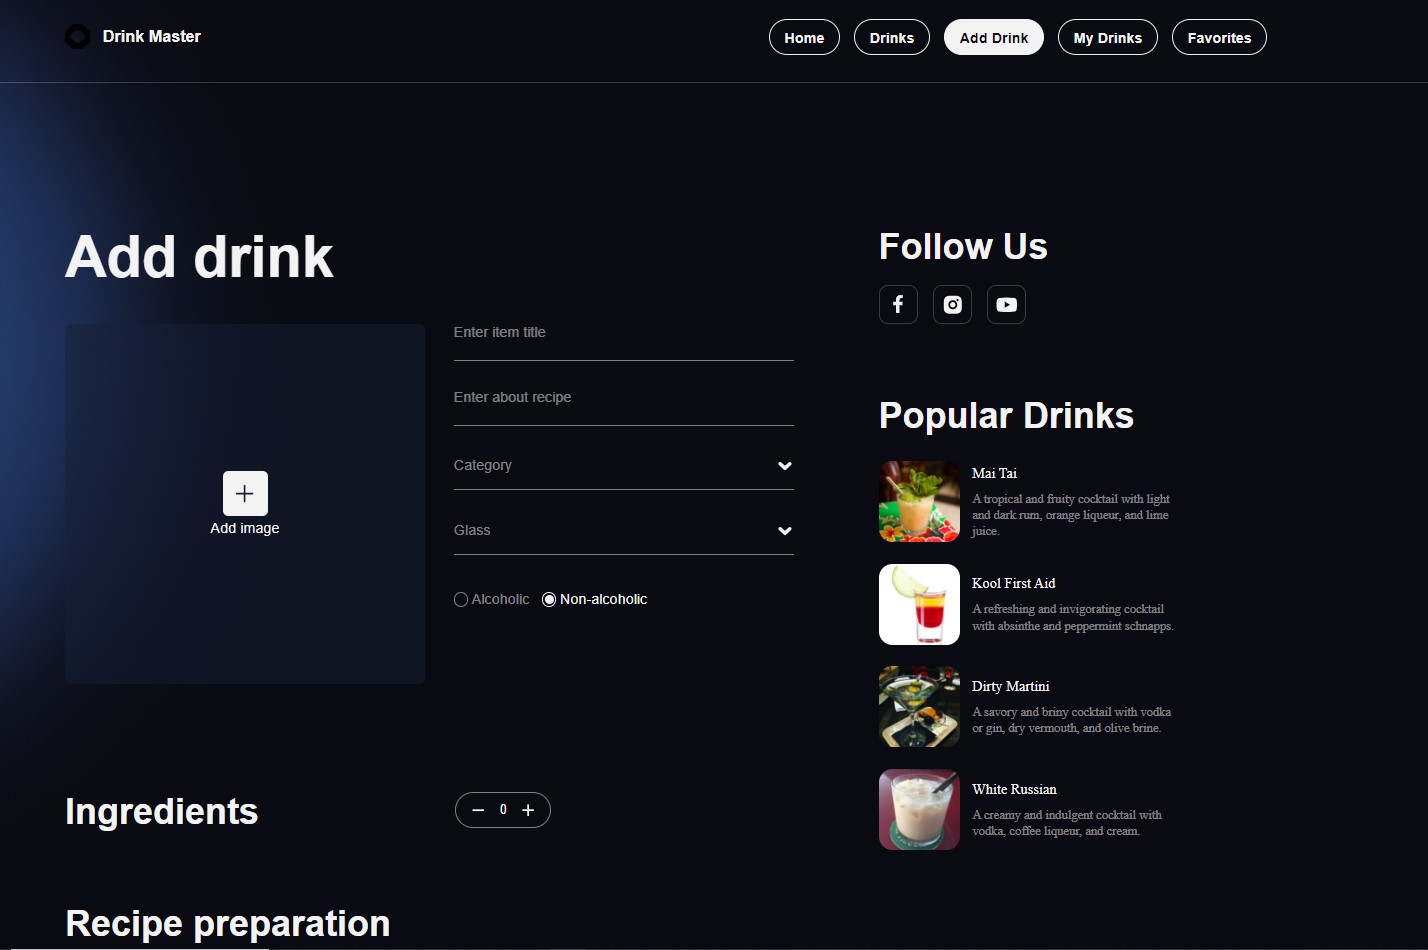 Drink Master
Home
Drinks
Add Drink
My Drinks
Favorites
Add drink
Add image
Enter item title
Enter about recipe
Category
Glass
Alcoholic
Non-alcoholic
Ingredients
0
Recipe preparation
Follow Us
Popular Drinks
Mai Tai
A tropical and fruity cocktail with light
and dark rum, orange liqueur, and lime
juice.
Kool First Aid
A refreshing and invigorating cocktail
with absinthe and peppermint schnapps.
Dirty Martini
A savory and briny cocktail with vodka
or gin, dry vermouth, and olive brine.
White Russian
A creamy and indulgent cocktail with
vodka, coffee liqueur, and cream.